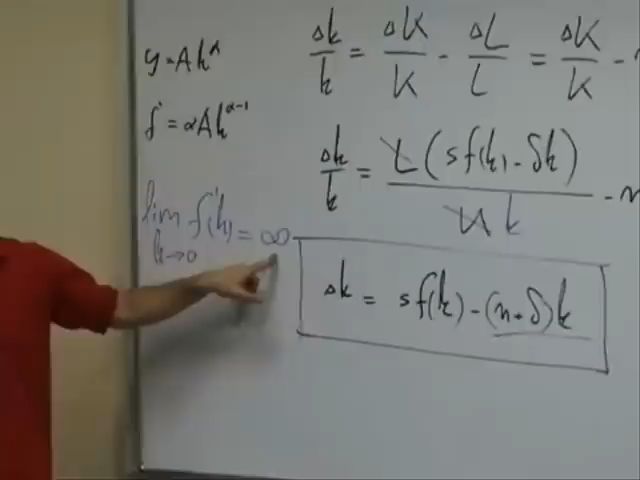 y = Ak^α
f' = αAk^(α-1)
lim f'(k) = ∞
k→0
Δk/k = ΔK/K - ΔL/L = ΔK/K -
Δk/k = L(sf(k) - δk)/Lk - n
Δk = sf(k) - (n+δ)k